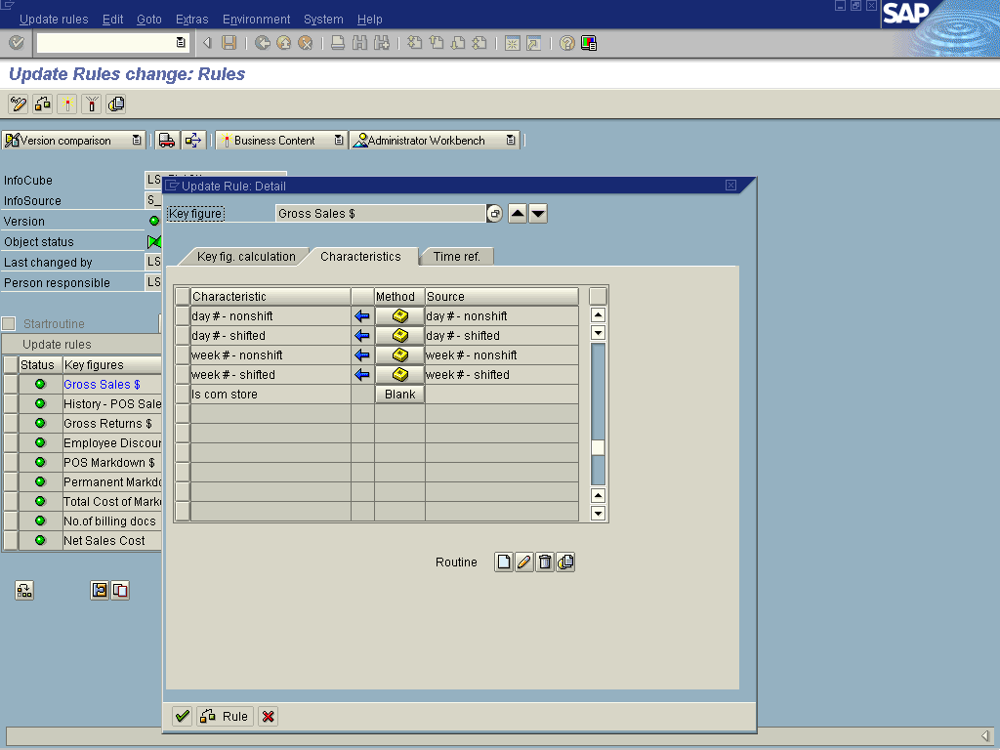 Update rules Edit Goto Extras Environment System Help
SAP
Update Rules change: Rules
Version comparison Business Content Administrator Workbench
InfoCube LS
InfoSource S_
Version
Object status
Last changed by LS
Person responsible LS
Startroutine
Update rules
Status Key figures
Gross Sales $
History - POS Sale
Gross Returns $
Employee Discour
POS Markdown $
Permanent Markdo
Total Cost of Mark
No.of billing docs
Net Sales Cost
Update Rule: Detail
Key figure Gross Sales $
Key fig. calculation Characteristics Time ref.
Characteristic Method Source
day # - nonshift day # - nonshift
day # - shifted day # - shifted
week # - nonshift week # - nonshift
week # - shifted week # - shifted
Is com store Blank
Routine
Rule